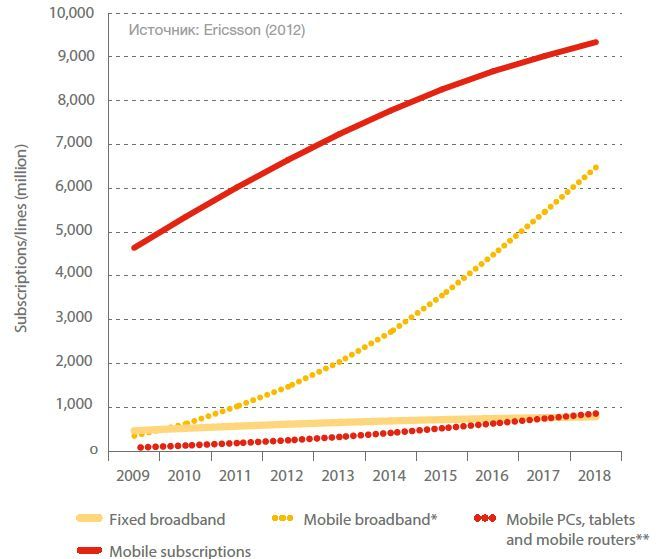 10,000
Источник: Ericsson (2012)
9,000
8,000
7,000
6,000
5,000
4,000
3,000
2,000
1,000
0
Subscriptions/lines (million)
2009 2010 2011 2012 2013 2014 2015 2016 2017 2018
Fixed broadband
Mobile broadband*
Mobile PCs, tablets
and mobile routers**
Mobile subscriptions